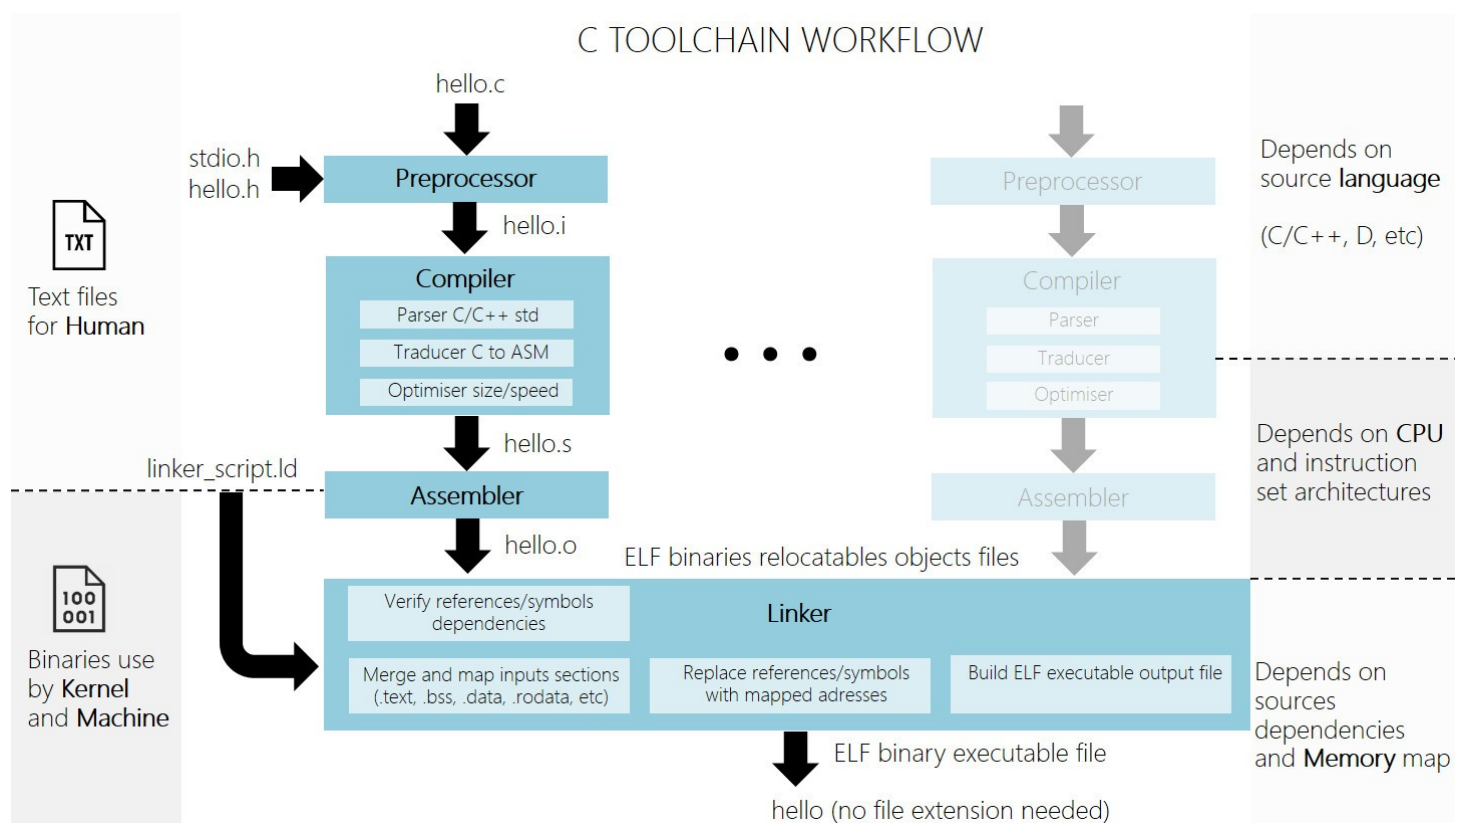 C TOOLCHAIN WORKFLOW
hello.c
stdio.h
hello.h
Preprocessor
hello.i
Compiler
Parser C/C++ std
Traducer C to ASM
Optimiser size/speed
hello.s
linker_script.ld
Assembler
hello.o
ELF binaries relocatables objects files
Preprocessor
Compiler
Parser
Traducer
Optimiser
Assembler
Linker
Verify references/symbols
dependencies
Merge and map inputs sections
(.text, .bss, .data, .rodata, etc)
Replace references/symbols
with mapped adresses
Build ELF executable output file
ELF binary executable file
hello (no file extension needed)
TXT
Text files
for Human
100
001
Binaries use
by Kernel
and Machine
Depends on
source language
(C/C++, D, etc)
Depends on CPU
and instruction
set architectures
Depends on
sources
dependencies
and Memory map